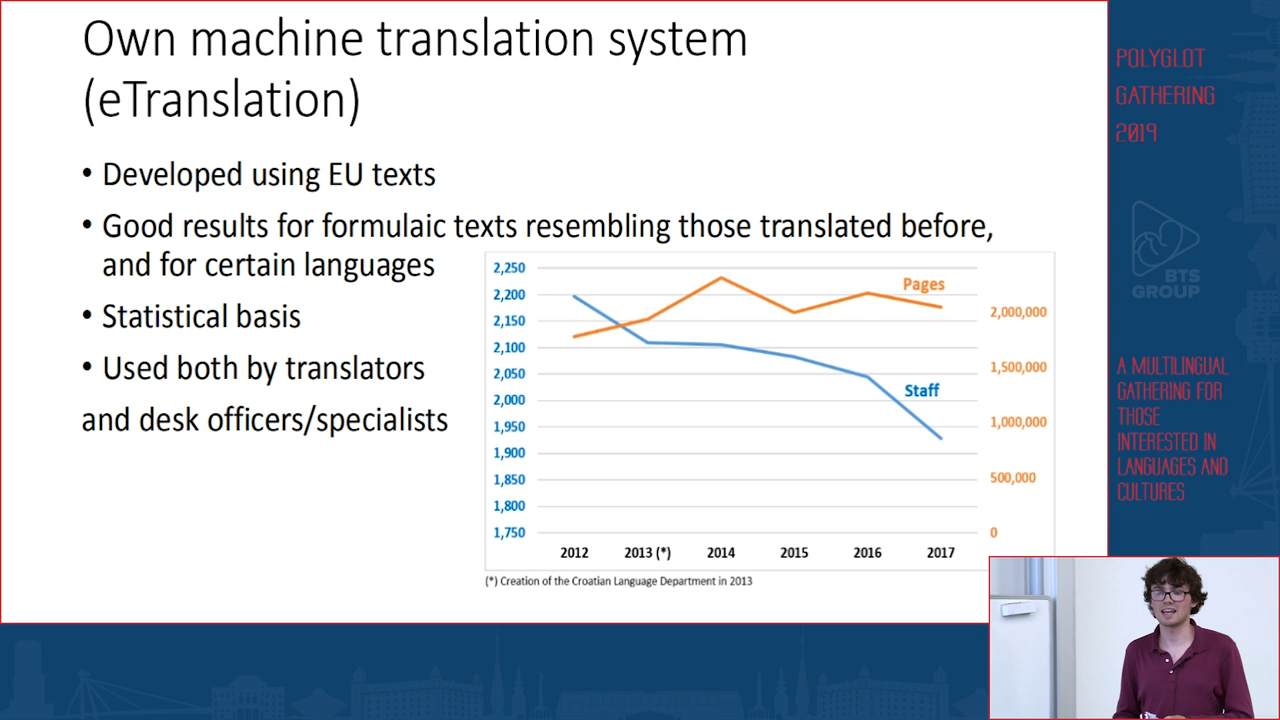 Own machine translation system
(eTranslation)
• Developed using EU texts
• Good results for formulaic texts resembling those translated before,
and for certain languages
• Statistical basis
• Used both by translators
and desk officers/specialists
2,250
2,200
2,150
2,100
2,050
2,000
1,950
1,900
1,850
1,800
1,750
Pages
Staff
2,000,000
1,500,000
1,000,000
500,000
0
2012 2013 (*) 2014 2015 2016 2017
(*) Creation of the Croatian Language Department in 2013
POLYGLOT
GATHERING
2019
BTS
GROUP
A MULTILINGUAL
GATHERING FOR
THOSE
INTERESTED IN
LANGUAGES AND
CULTURES